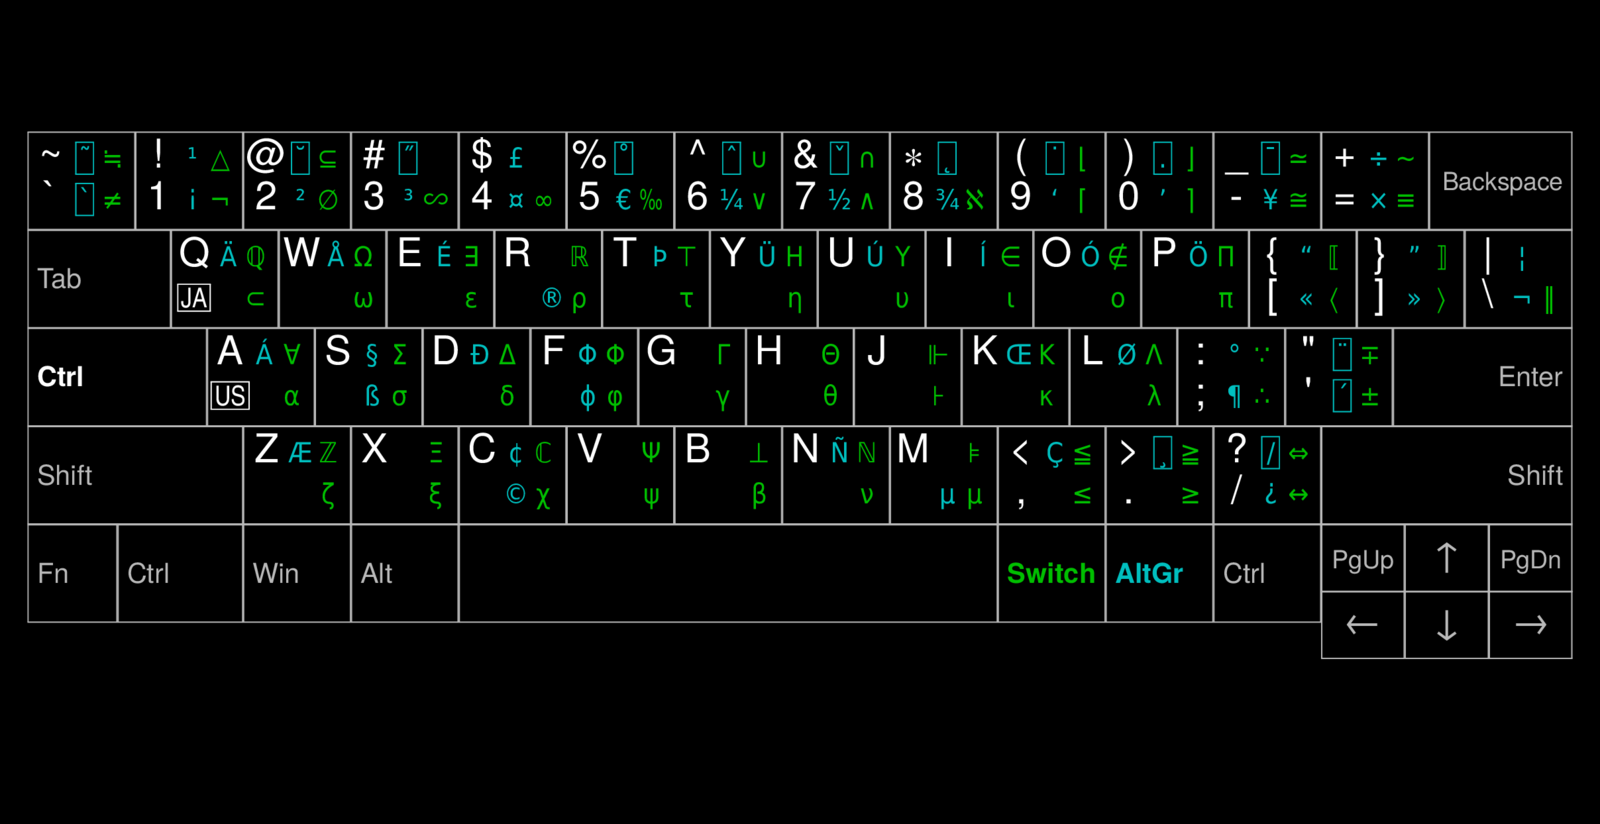 ~ ˜ ≒ ! ¹ △ @ ˘ ⊆ # ˝ $ £ % ˚ ^ ˆ ∪ & ˇ ∩ * ˛ ( ˙ ⌊ ) . ⌋ _ ¯ ≃ + ÷ ∼ Backspace
` ` ≠ 1 ¡ ¬ 2 ² ∅ 3 ³ ∽ 4 ¤ ∞ 5 € ‰ 6 ¼ ∨ 7 ½ ∧ 8 ¾ ℵ 9 ‘ ⌈ 0 ’ ⌉ - ¥ ≅ = × ≡
Tab Q Ä ℚ W Å Ω E É ∃ R ℝ T Þ ⊤ Y Ü Η U Ú Υ I Í ∈ O Ó ∉ P Ö Π { “ ⟦ } ” ⟧ | ¦
JA ⊂ ω ε ® ρ τ η υ ι ο π [ « 〈 ] » 〉 \ ¬ ∥
Ctrl A Á ∀ S § Σ D Ð Δ F Φ Φ G Γ H Θ J ⊩ K Œ Κ L Ø Λ : ° ∵ " ¨ ∓ Enter
US α ß σ δ ϕ φ γ θ ⊦ κ λ ; ¶ ∴ ' ´ ±
Shift Z Æ ℤ X Ξ C ¢ ℂ V Ψ B ⊥ N Ñ ℕ M ⊧ < Ç ≦ > ¸ ≧ ? / ⇔ Shift
ζ ξ © χ ψ β ν µ μ , ≤ . ≥ / ¿ ↔
Fn Ctrl Win Alt Switch AltGr Ctrl PgUp ↑ PgDn
← ↓ →